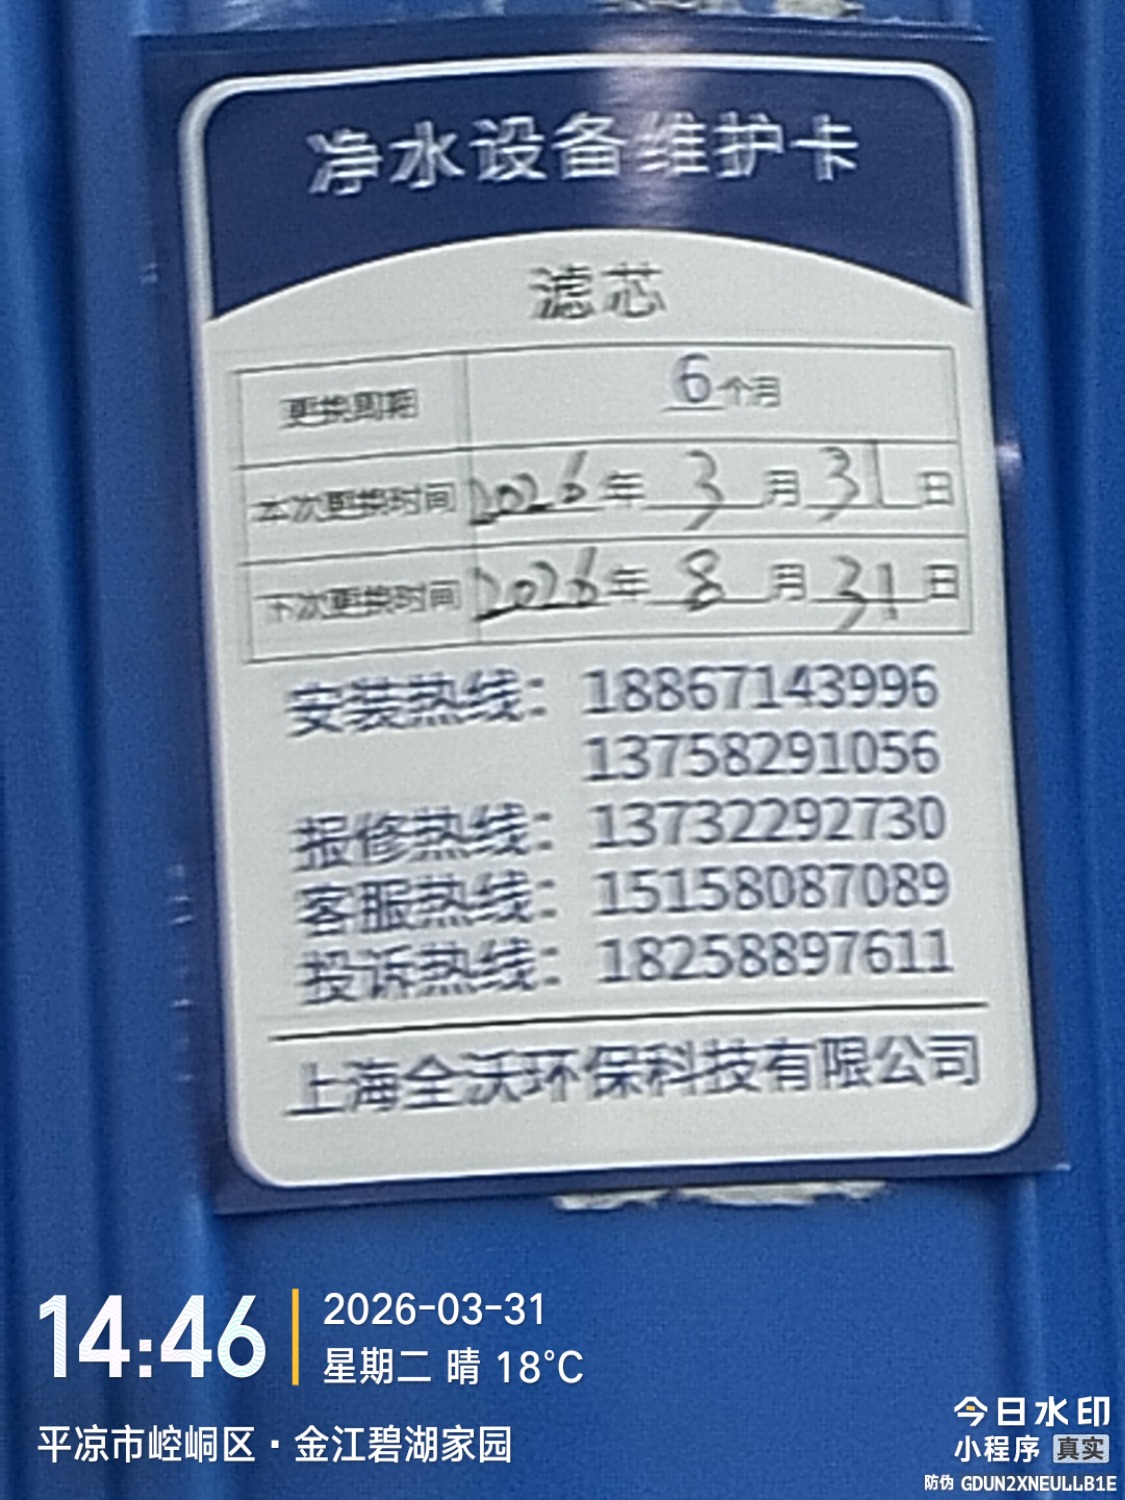 净水设备维护卡
滤芯
更换周期 6个月
本次更换时间 2026年3月31日
下次更换时间 2026年8月31日
安装热线：18867143996
13758291056
报修热线：13732292730
客服热线：15158087089
投诉热线：18258897611
上海全沃环保科技有限公司
14:46
2026-03-31
星期二 晴 18°C
平凉市崆峒区·金江碧湖家园
今日水印
小程序 真实
防伪 GDUN2XNEULLB1E